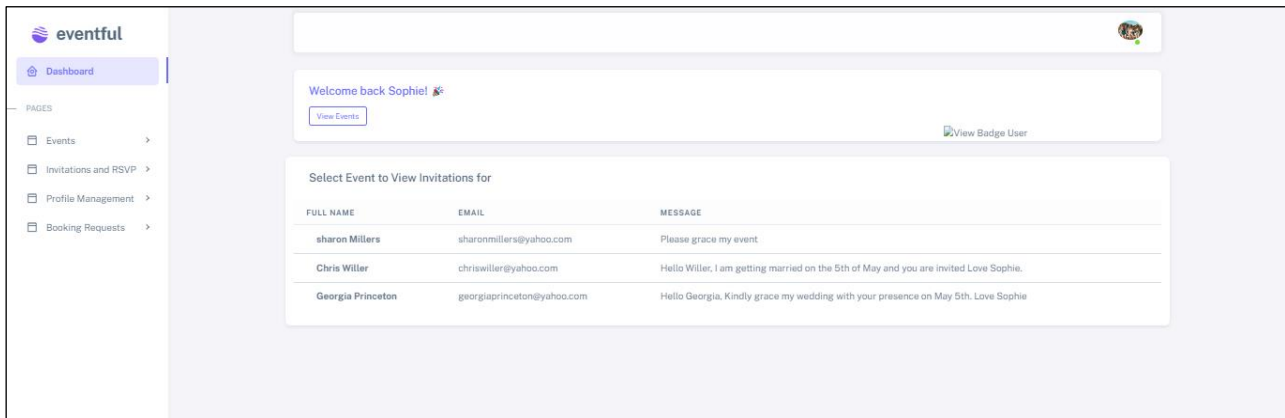 eventful
Dashboard
PAGES
Events
Invitations and RSVP
Profile Management
Booking Requests
Welcome back Sophie! 🎉
View Events
View Badge User
Select Event to View Invitations for
FULL NAME EMAIL MESSAGE
sharon Millers sharonmillers@yahoo.com Please grace my event
Chris Willer chriswiller@yahoo.com Hello Willer, I am getting married on the 5th of May and you are invited Love Sophie.
Georgia Princeton georgiaprinceton@yahoo.com Hello Georgia, Kindly grace my wedding with your presence on May 5th. Love Sophie